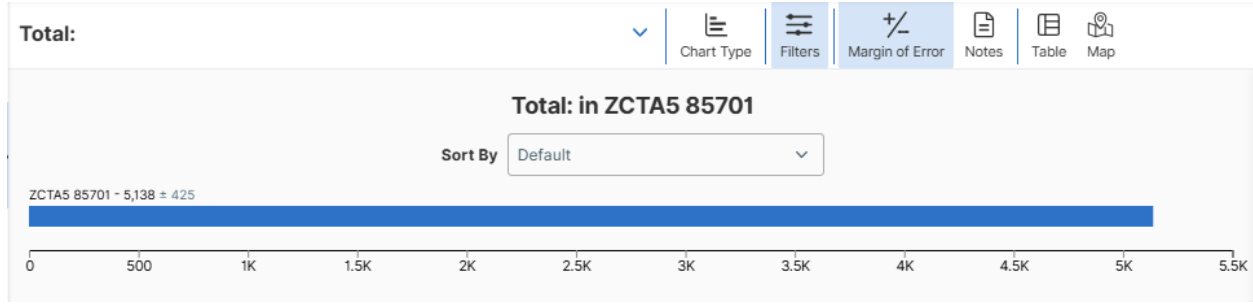 Total:
Chart Type
Filters
Margin of Error
Notes
Table
Map
Total: in ZCTA5 85701
Sort By Default
ZCTA5 85701 - 5,138 ± 425
0 500 1K 1.5K 2K 2.5K 3K 3.5K 4K 4.5K 5K 5.5K